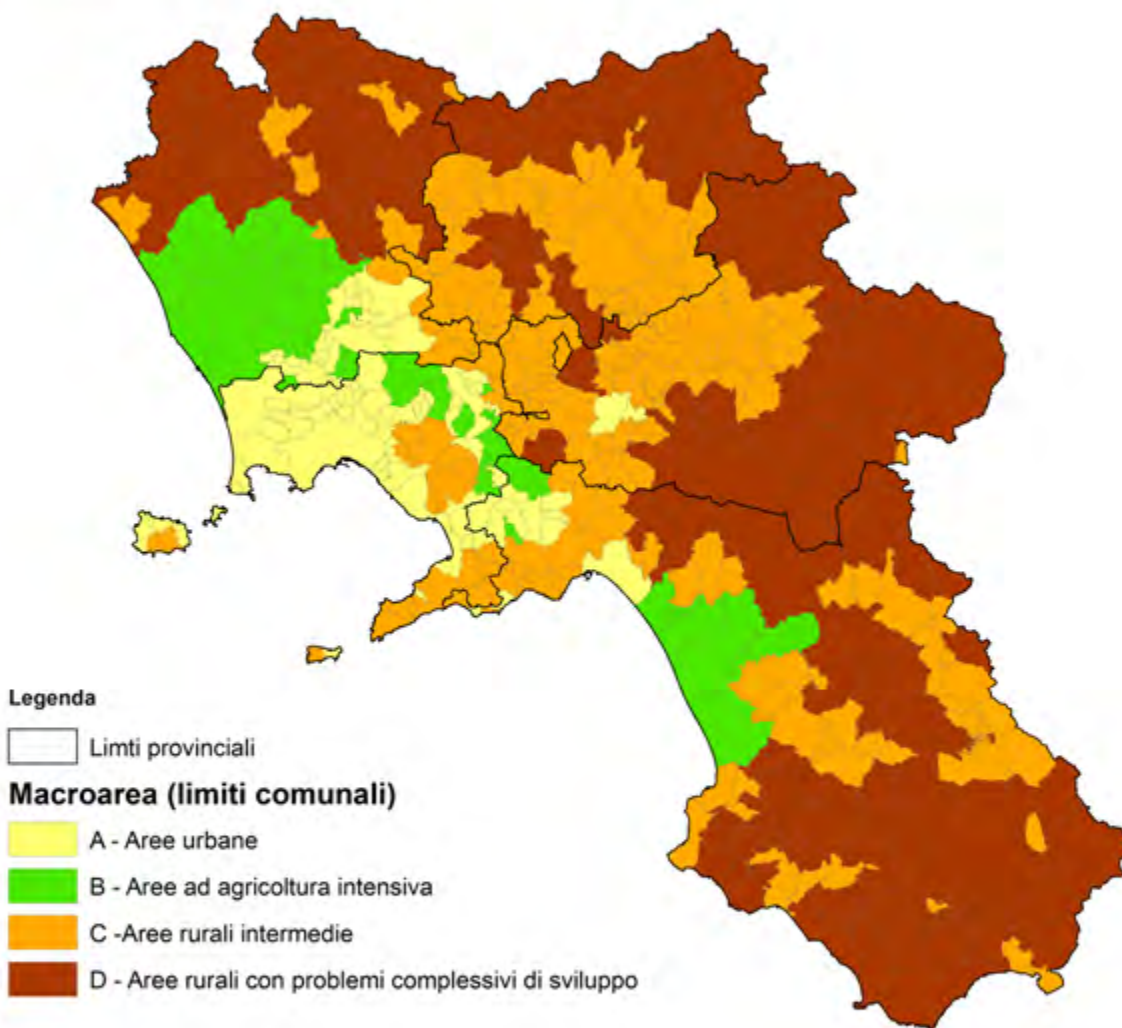 Legenda
Limti provinciali
Macroarea (limiti comunali)
A - Aree urbane
B - Aree ad agricoltura intensiva
C -Aree rurali intermedie
D - Aree rurali con problemi complessivi di sviluppo